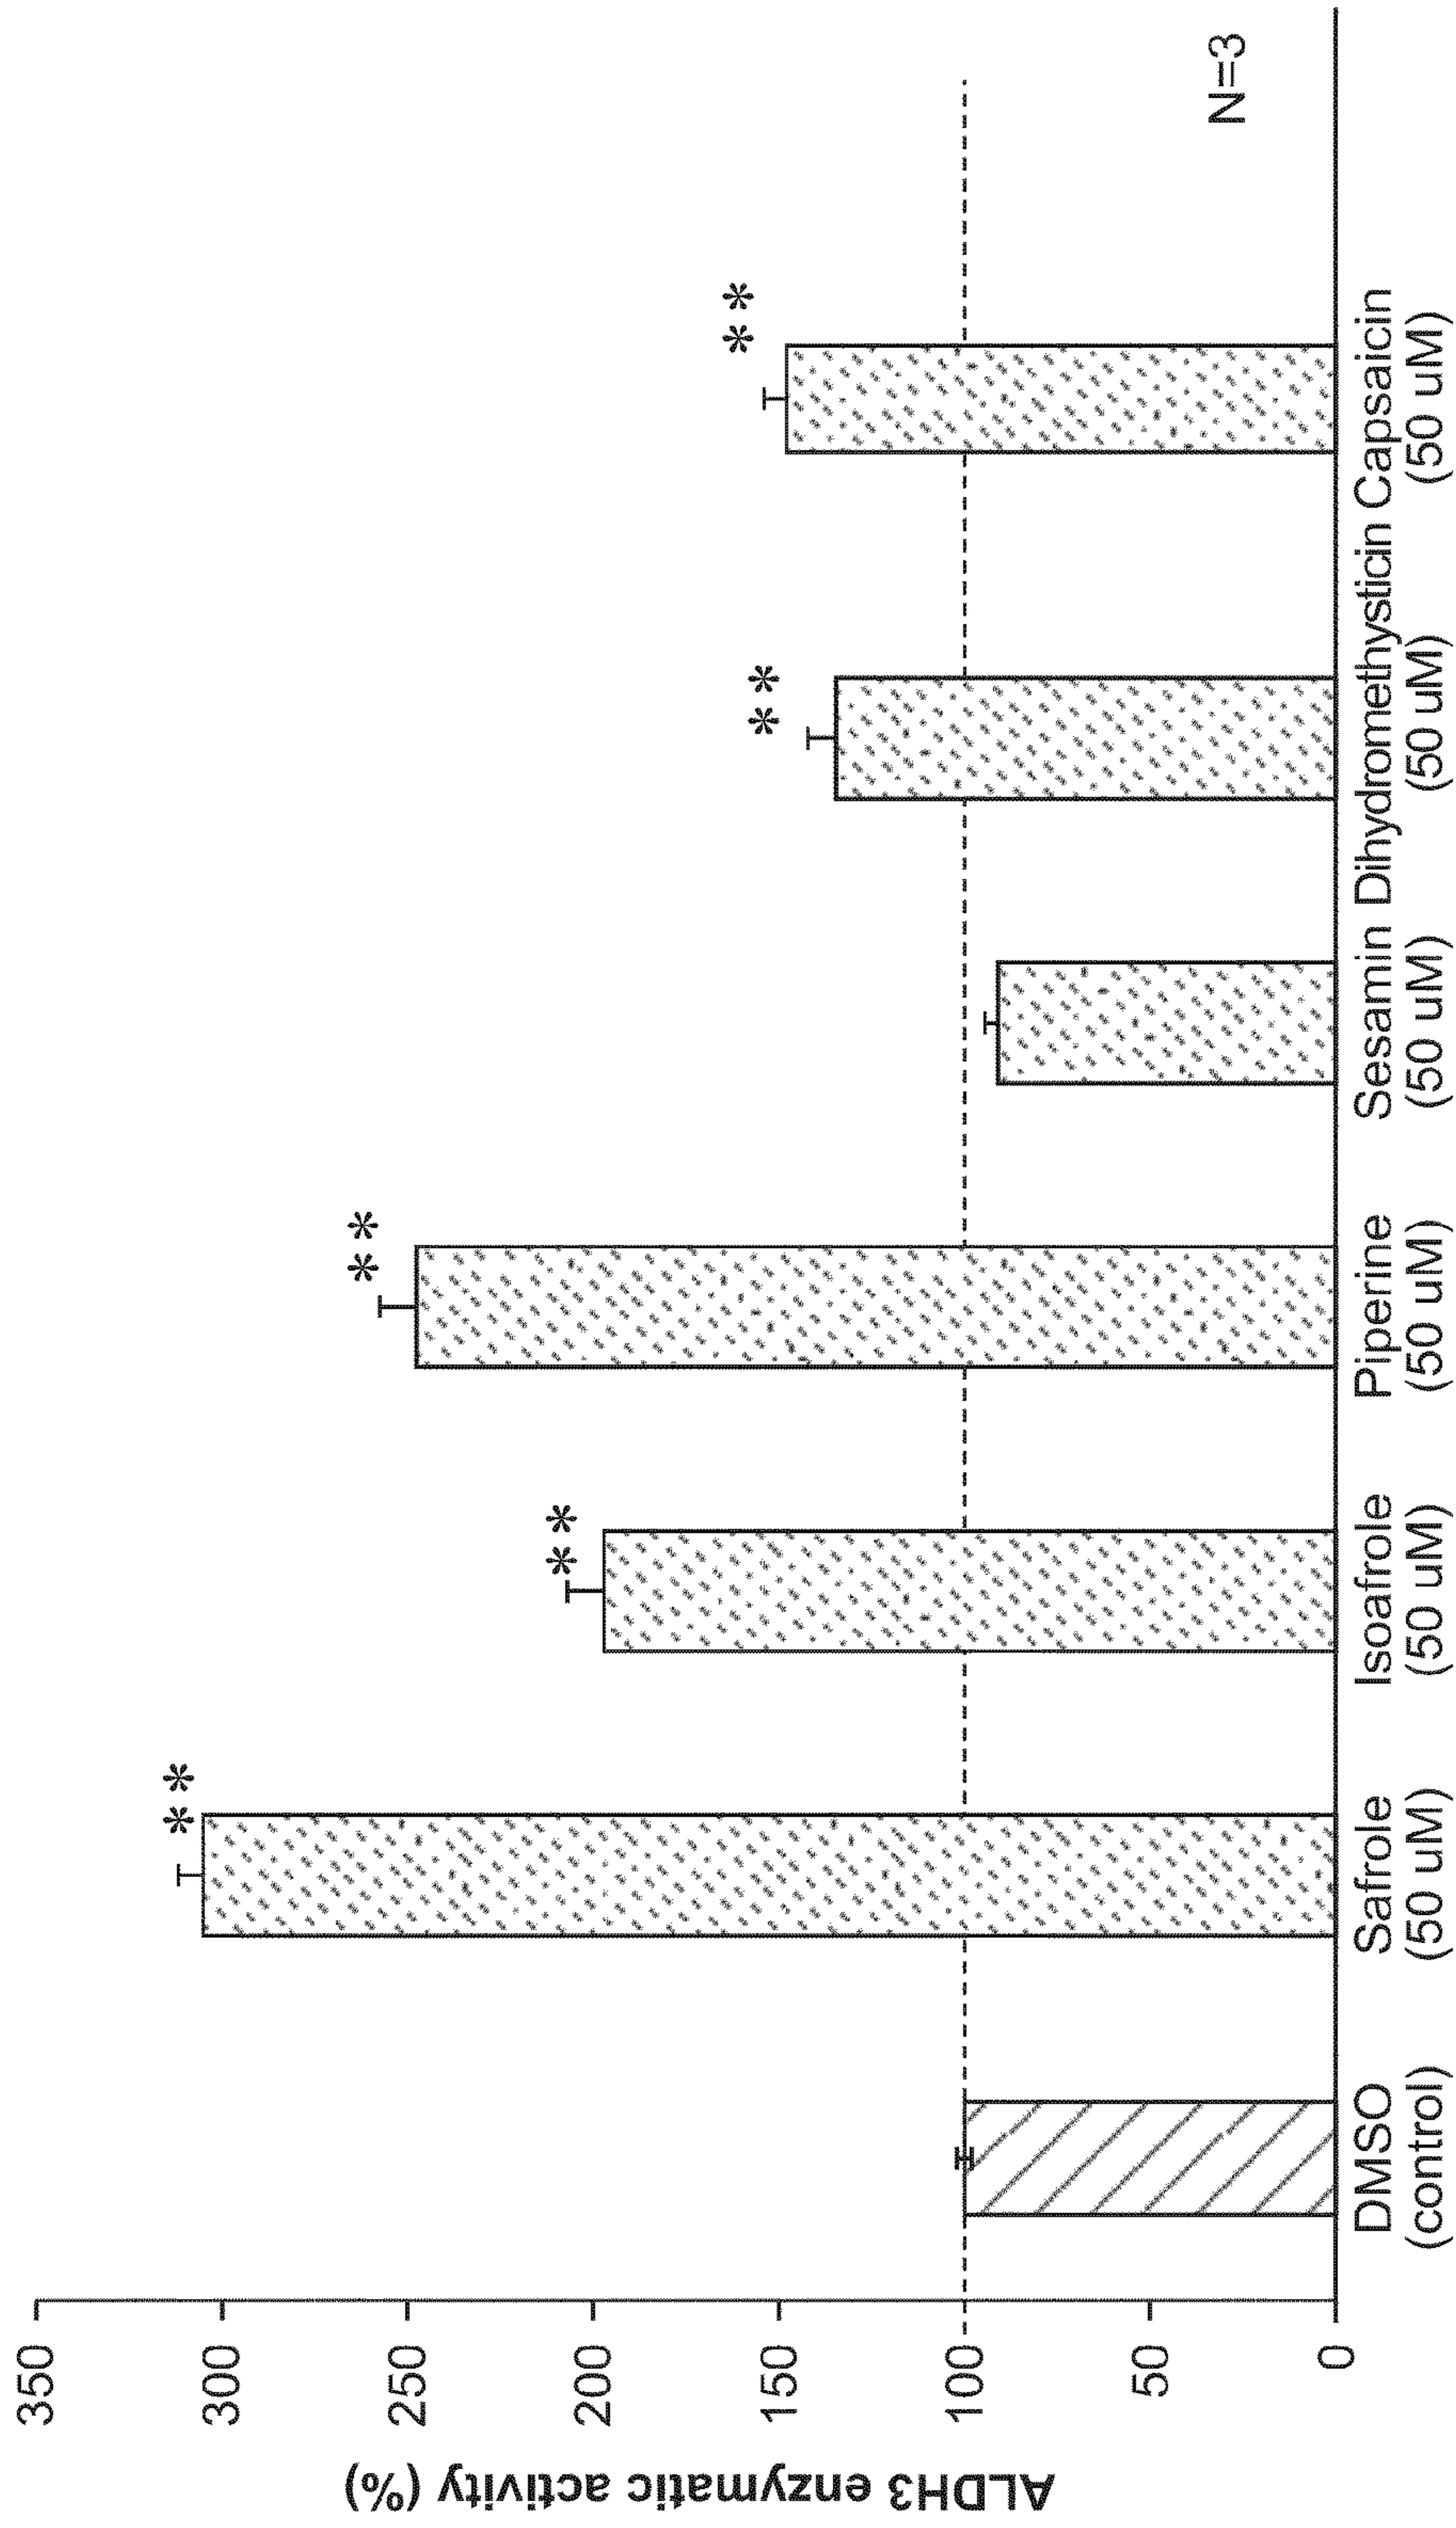 ALDH3 enzymatic activity (%)
350
300
250
200
150
100
50
0
** ** ** ** **
N=3
DMSO Safrole Isoafrole Piperine Sesamin Dihydromethysticin Capsaicin
(control) (50 uM) (50 uM) (50 uM) (50 uM) (50 uM) (50 uM)